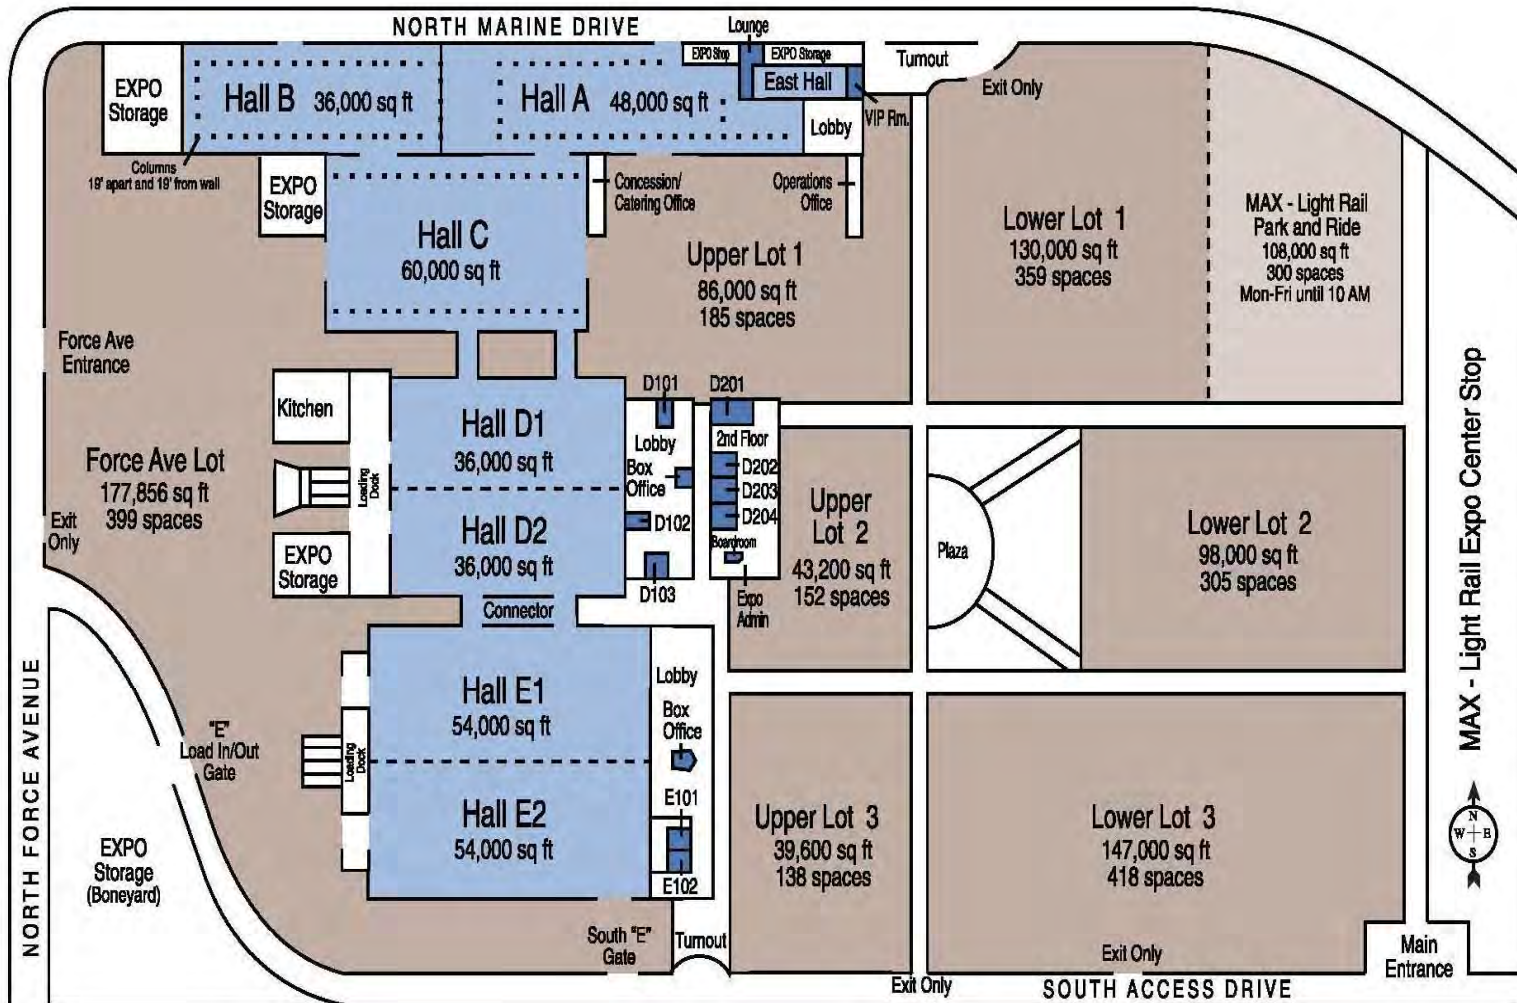 NORTH MARINE DRIVE
Lounge
EXPO Shop
EXPO Storage
Turnout
EXPO
Storage
Hall B 36,000 sq ft
Hall A 48,000 sq ft
East Hall
Exit Only
VIP Rm.
Lobby
Columns
19' apart and 19' from wall
EXPO
Storage
Concession/
Catering Office
Operations
Office
Hall C
60,000 sq ft
Upper Lot 1
86,000 sq ft
185 spaces
Lower Lot 1
130,000 sq ft
359 spaces
MAX - Light Rail
Park and Ride
108,000 sq ft
300 spaces
Mon-Fri until 10 AM
Force Ave
Entrance
Kitchen
Loading
Dock
Hall D1
36,000 sq ft
D101
D201
Lobby
2nd Floor
Box
Office
D202
D203
D204
D102
Boardroom
D103
Expo
Admin
Force Ave Lot
177,856 sq ft
399 spaces
Exit
Only
EXPO
Storage
Hall D2
36,000 sq ft
Connector
Upper
Lot 2
43,200 sq ft
152 spaces
Plaza
Lower Lot 2
98,000 sq ft
305 spaces
MAX - Light Rail Expo Center Stop
NORTH FORCE AVENUE
"E"
Load In/Out
Gate
Loading
Dock
Hall E1
54,000 sq ft
Lobby
Box
Office
Hall E2
54,000 sq ft
E101
E102
Upper Lot 3
39,600 sq ft
138 spaces
Lower Lot 3
147,000 sq ft
418 spaces
N
W E
S
EXPO
Storage
(Boneyard)
South "E"
Gate
Turnout
Exit Only
Exit Only
Main
Entrance
SOUTH ACCESS DRIVE